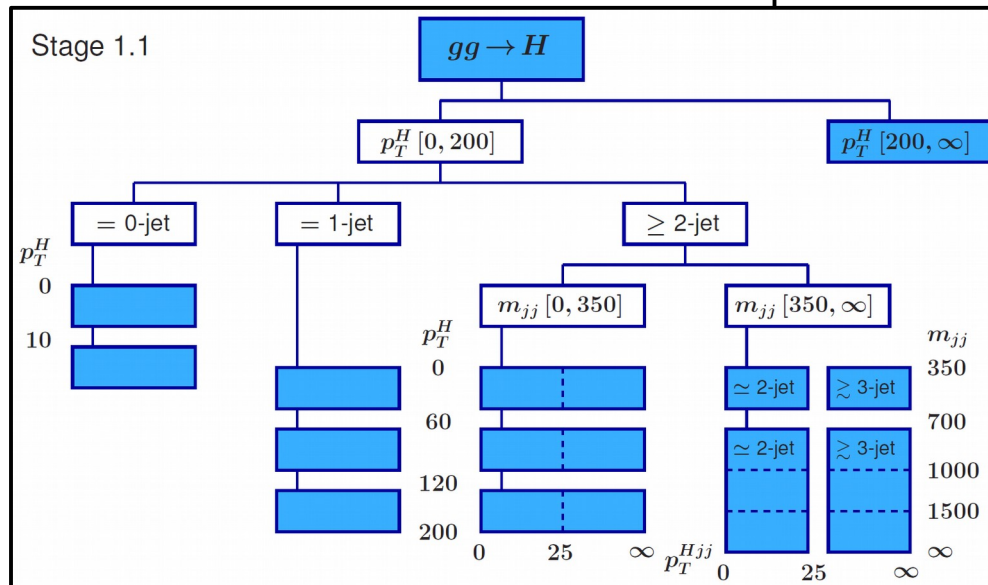 Stage 1.1
gg → H
p_T^H [0, 200]
p_T^H [200, ∞]
= 0-jet
= 1-jet
≥ 2-jet
p_T^H
0
10
m_jj [0, 350]
m_jj [350, ∞]
p_T^H
0
60
120
200
m_jj
350
700
1000
1500
∞
≃ 2-jet
≳ 3-jet
≃ 2-jet
≳ 3-jet
0
25
∞
p_T^Hjj
0
25
∞